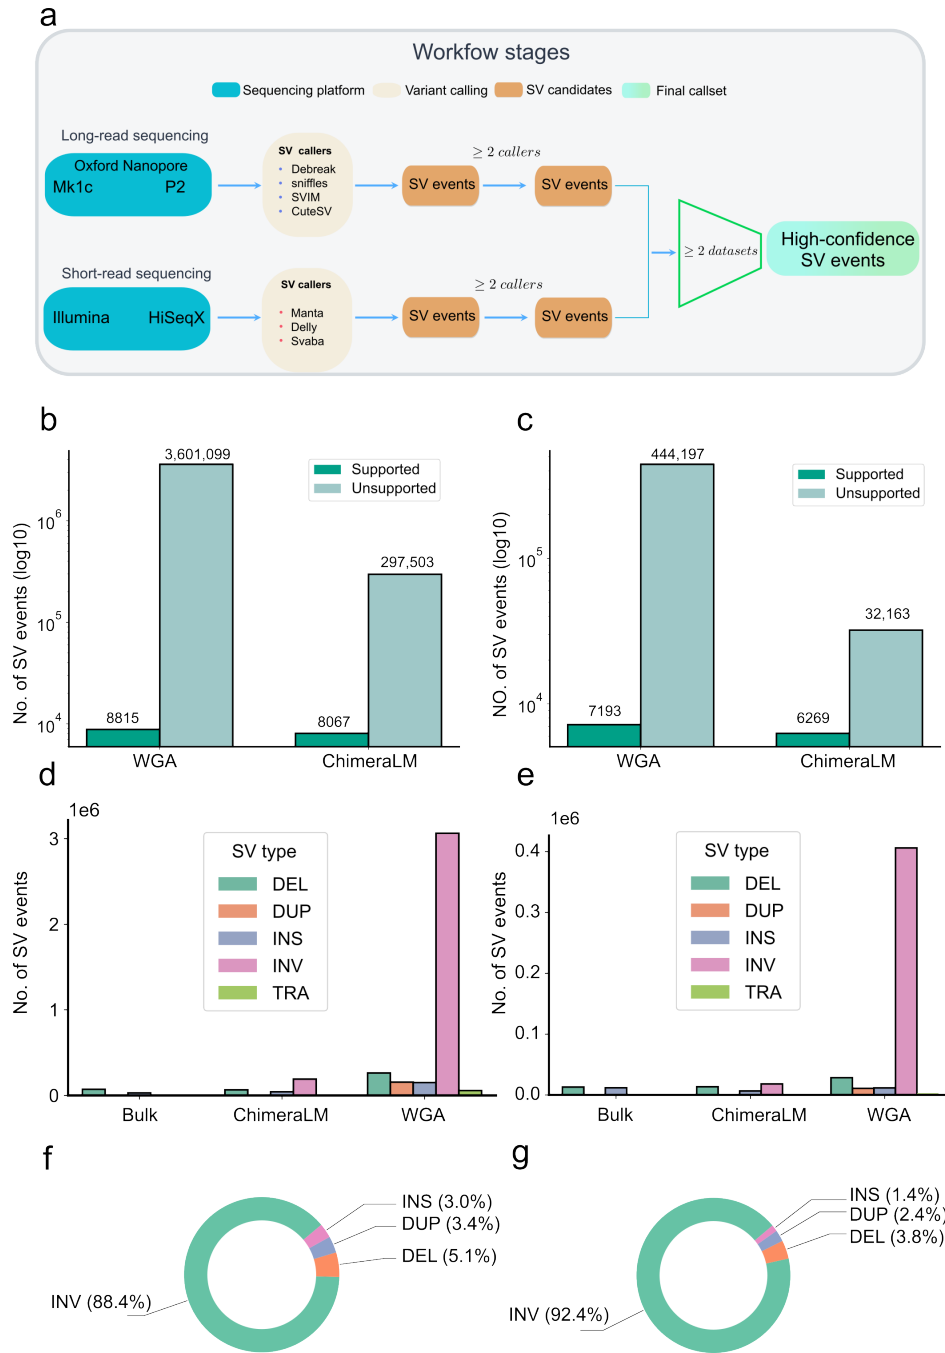 a
Workfow stages
Sequencing platform
Variant calling
SV candidates
Final callset
Long-read sequencing
Oxford Nanopore
Mk1c P2
SV callers
• Debreak
• sniffles
• SVIM
• CuteSV
SV events
≥ 2 callers
SV events
≥ 2 datasets
High-confidence
SV events
Short-read sequencing
Illumina HiSeqX
SV callers
• Manta
• Delly
• Svaba
SV events
≥ 2 callers
SV events
b
No. of SV events (log10)
10^6
10^5
10^4
3,601,099
297,503
8815
8067
Supported
Unsupported
WGA
ChimeraLM
c
NO. of SV events (log10)
10^5
10^4
444,197
32,163
7193
6269
Supported
Unsupported
WGA
ChimeraLM
d
1e6
No. of SV events
3
2
1
0
SV type
DEL
DUP
INS
INV
TRA
Bulk
ChimeraLM
WGA
e
1e6
No. of SV events
0.4
0.3
0.2
0.1
0.0
SV type
DEL
DUP
INS
INV
TRA
Bulk
ChimeraLM
WGA
f
INS (3.0%)
DUP (3.4%)
DEL (5.1%)
INV (88.4%)
g
INS (1.4%)
DUP (2.4%)
DEL (3.8%)
INV (92.4%)